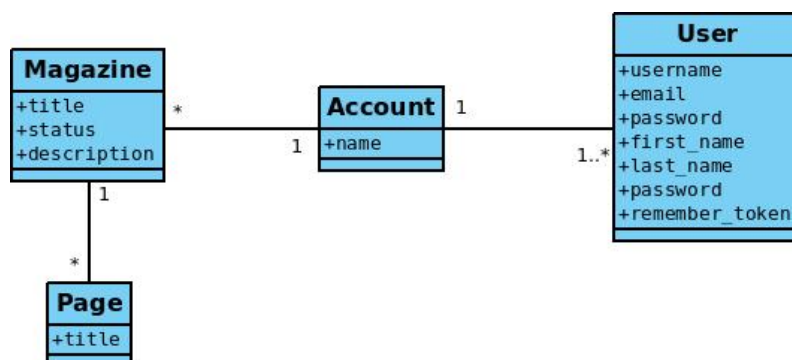 Magazine
+title
+status
+description
*
1
Account
+name
1
1..*
User
+username
+email
+password
+first_name
+last_name
+password
+remember_token
1
*
Page
+title